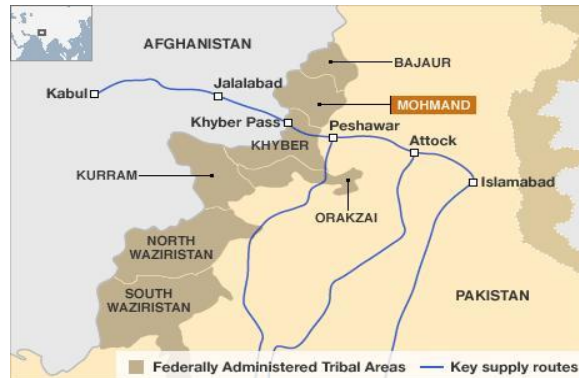 AFGHANISTAN
BAJAUR
Kabul
Jalalabad
MOHMAND
Khyber Pass
Peshawar
Attock
KHYBER
KURRAM
Islamabad
ORAKZAI
NORTH
WAZIRISTAN
SOUTH
WAZIRISTAN
PAKISTAN
Federally Administered Tribal Areas
Key supply routes